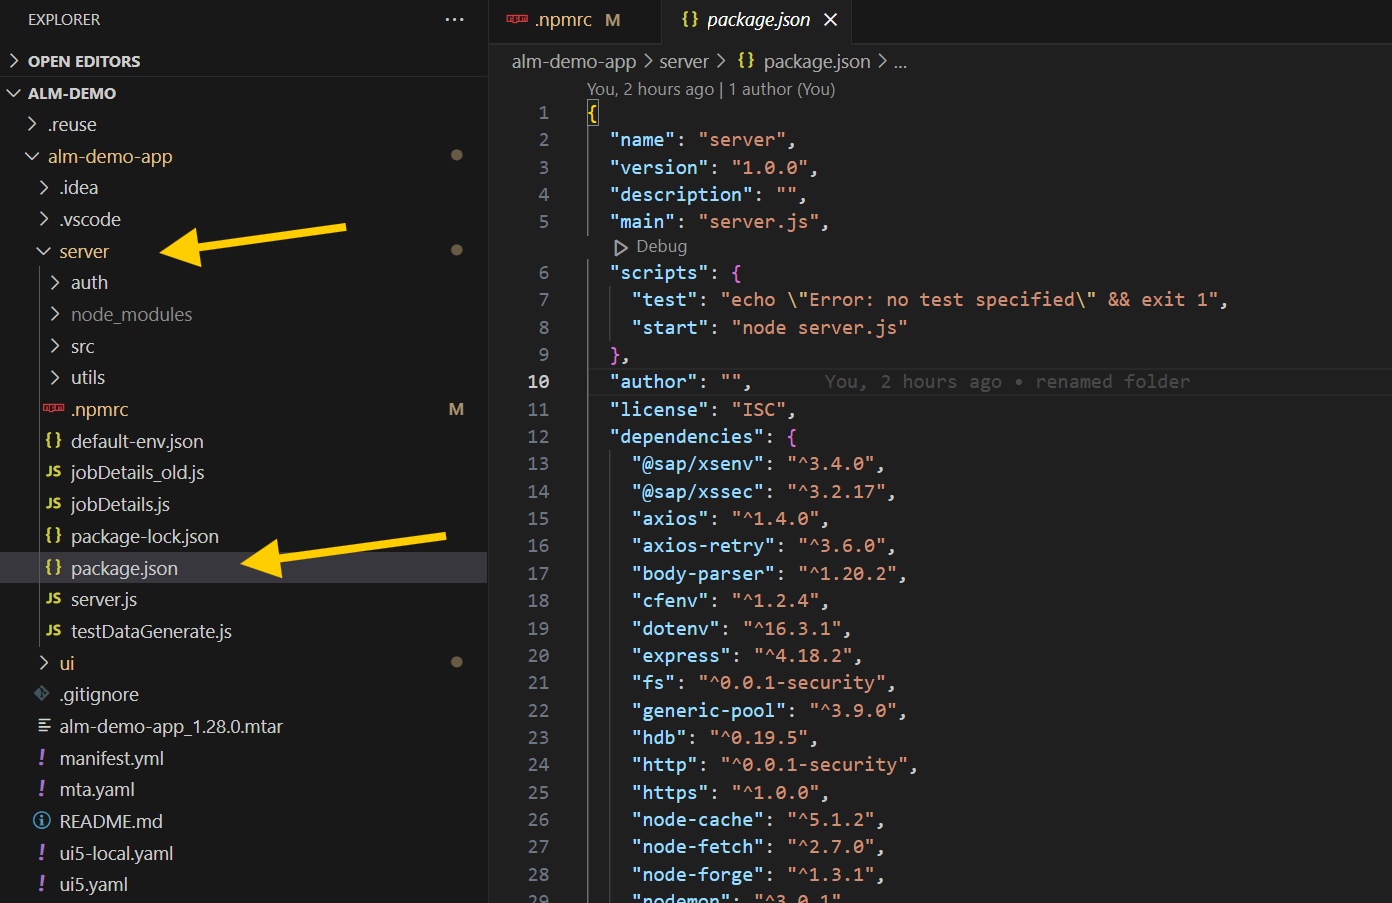 EXPLORER
OPEN EDITORS
ALM-DEMO
.reuse
alm-demo-app
.idea
.vscode
server
auth
node_modules
src
utils
.npmrc M
default-env.json
jobDetails_old.js
jobDetails.js
package-lock.json
package.json
server.js
testDataGenerate.js
ui
.gitignore
alm-demo-app_1.28.0.mtar
manifest.yml
mta.yaml
README.md
ui5-local.yaml
ui5.yaml
.npmrc M {} package.json
alm-demo-app > server > {} package.json > ...
You, 2 hours ago | 1 author (You)
1 {
2 "name": "server",
3 "version": "1.0.0",
4 "description": "",
5 "main": "server.js",
Debug
6 "scripts": {
7 "test": "echo \"Error: no test specified\" && exit 1",
8 "start": "node server.js"
9 },
10 "author": "", You, 2 hours ago • renamed folder
11 "license": "ISC",
12 "dependencies": {
13 "@sap/xsenv": "^3.4.0",
14 "@sap/xssec": "^3.2.17",
15 "axios": "^1.4.0",
16 "axios-retry": "^3.6.0",
17 "body-parser": "^1.20.2",
18 "cfenv": "^1.2.4",
19 "dotenv": "^16.3.1",
20 "express": "^4.18.2",
21 "fs": "^0.0.1-security",
22 "generic-pool": "^3.9.0",
23 "hdb": "^0.19.5",
24 "http": "^0.0.1-security",
25 "https": "^1.0.0",
26 "node-cache": "^5.1.2",
27 "node-fetch": "^2.7.0",
28 "node-forge": "^1.3.1",
29 "nodemon": "^3.0.1"